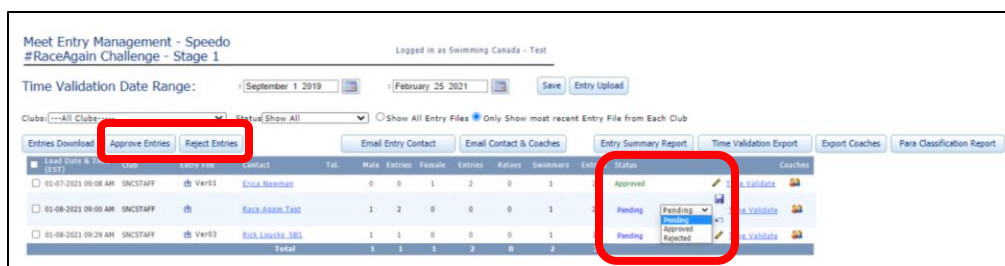 Meet Entry Management - Speedo
#RaceAgain Challenge - Stage 1
Logged in as Swimming Canada - Test
Time Validation Date Range: : September 1 2019 : February 25 2021 Save Entry Upload
Clubs: ---All Clubs----- Status Show All Show All Entry Files Only Show most recent Entry File from Each Club
Entries Download Approve Entries Reject Entries Email Entry Contact Email Contact & Coaches Entry Summary Report Time Validation Export Export Coaches Para Classification Report
Load Date & Time Club Entry File Contact Tel. Male Entries Female Entries Relays Swimmers Status Coaches
(EST)
01-07-2021 09:08 AM SNCSTAFF Ver01 Erica Newman 0 0 1 2 0 1 Approved Time Validate
01-08-2021 09:00 AM SNCSTAFF Race Again Test 1 2 0 0 0 1 Pending Pending Time Validate
Pending
Approved
Rejected
01-08-2021 09:29 AM SNCSTAFF Ver03 Rick Loucks SBI 1 1 0 0 0 1 Pending Time Validate
Total 1 1 1 2 0 2